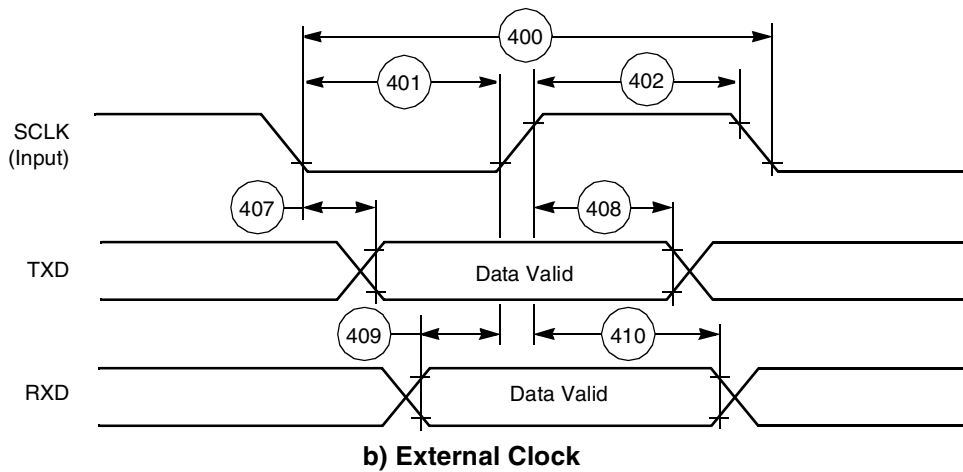 400
401
402
SCLK
(Input)
407
408
TXD
Data Valid
409
410
RXD
Data Valid
b) External Clock